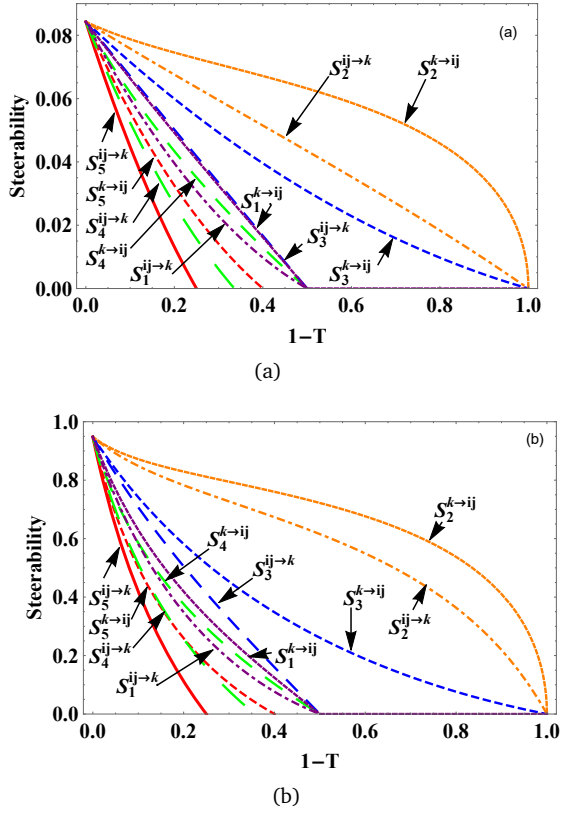 (a)
0.08
0.06
0.04
0.02
0.00
Steerability
S_2^{ij→k}
S_2^{k→ij}
S_5^{ij→k}
S_5^{k→ij}
S_4^{ij→k}
S_4^{k→ij}
S_1^{ij→k}
S_1^{k→ij}
S_3^{ij→k}
S_3^{k→ij}
0.0 0.2 0.4 0.6 0.8 1.0
1−T
(a)
(b)
1.0
0.8
0.6
0.4
0.2
0.0
Steerability
S_2^{k→ij}
S_4^{k→ij}
S_3^{ij→k}
S_5^{ij→k}
S_3^{k→ij}
S_5^{k→ij}
S_2^{ij→k}
S_4^{ij→k}
S_1^{k→ij}
S_1^{ij→k}
0.0 0.2 0.4 0.6 0.8 1.0
1−T
(b)